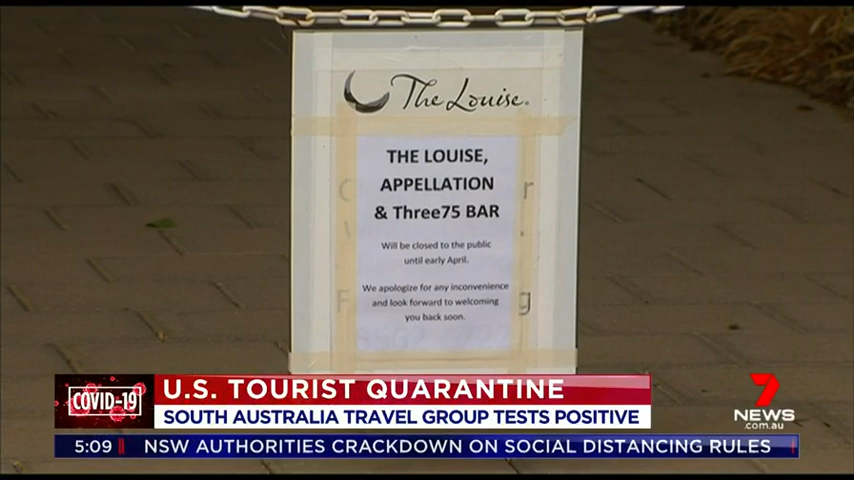 The Louise.
THE LOUISE,
APPELLATION
& Three75 BAR
Will be closed to the public
until early April.
We apologize for any inconvenience
and look forward to welcoming
you back soon.
COVID-19
U.S. TOURIST QUARANTINE
SOUTH AUSTRALIA TRAVEL GROUP TESTS POSITIVE
7
NEWS
.com.au
5:09 NSW AUTHORITIES CRACKDOWN ON SOCIAL DISTANCING RULES